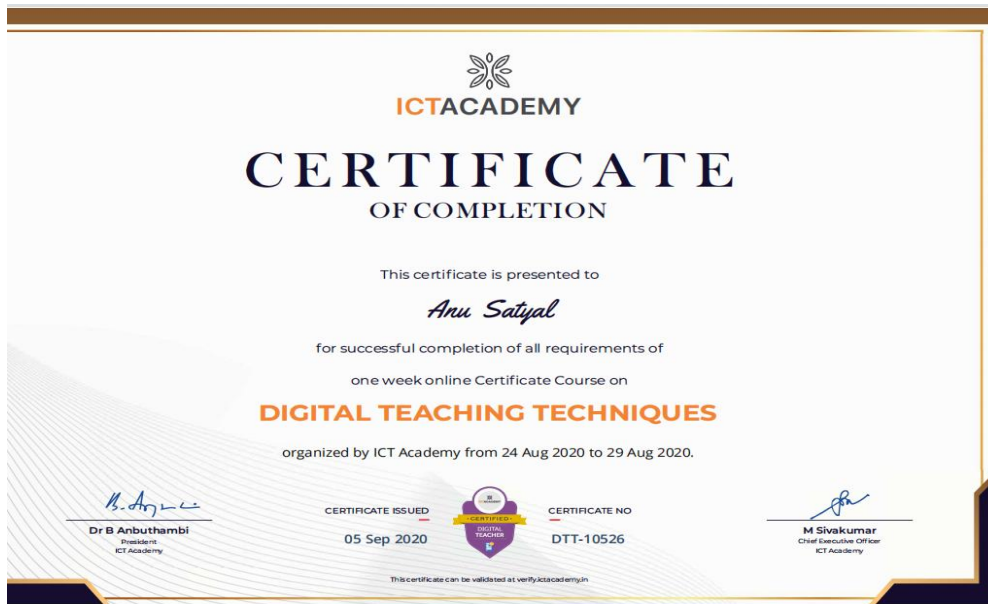 ICTACADEMY
CERTIFICATE
OF COMPLETION
This certificate is presented to
Anu Satyal
for successful completion of all requirements of
one week online Certificate Course on
DIGITAL TEACHING TECHNIQUES
organized by ICT Academy from 24 Aug 2020 to 29 Aug 2020.
Dr B Anbuthambi
President
ICT Academy
CERTIFICATE ISSUED
05 Sep 2020
ICTACADEMY
CERTIFIED
DIGITAL
TEACHER
CERTIFICATE NO
DTT-10526
M Sivakumar
Chief Executive Officer
ICT Academy
This certificate can be validated at verify.ictacademy.in